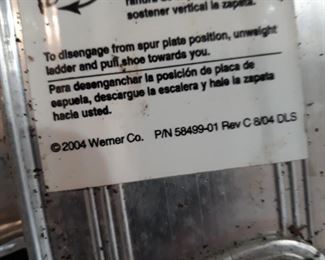 sostener vertical la zapata.
To disengage from spur plate position, unweight
ladder and pull shoe towards you.
Para desenganchar la posición de placa de
espuela, descargue la escalera y hale la zapata
hacia usted.
© 2004 Werner Co. P/N 58499-01 Rev C 8/04 DLS